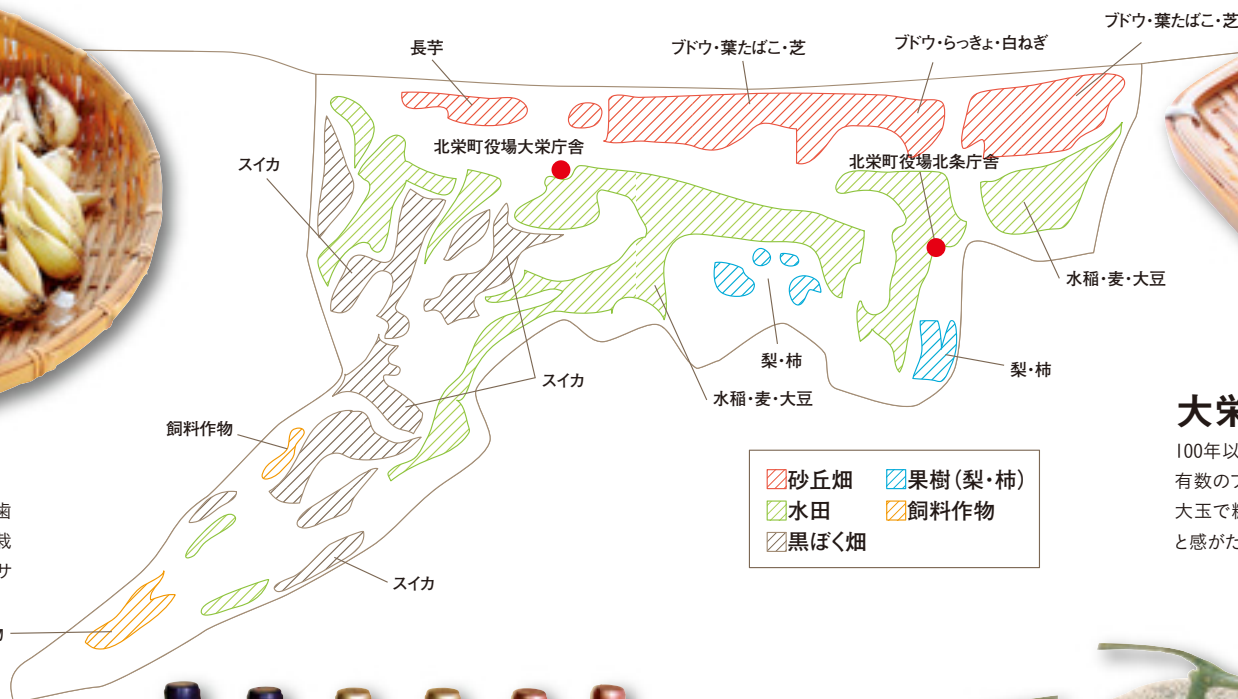 長芋
ブドウ・葉たばこ・芝
ブドウ・らっきょ・白ねぎ
ブドウ・葉たばこ・芝
スイカ
北栄町役場大栄庁舎
北栄町役場北条庁舎
水稲・麦・大豆
梨・柿
梨・柿
スイカ
水稲・麦・大豆
飼料作物
スイカ
砂丘畑
果樹(梨・柿)
水田
飼料作物
黒ぼく畑
大栄
100年以
有数の
大玉で
と感がた
歯
栽
サ